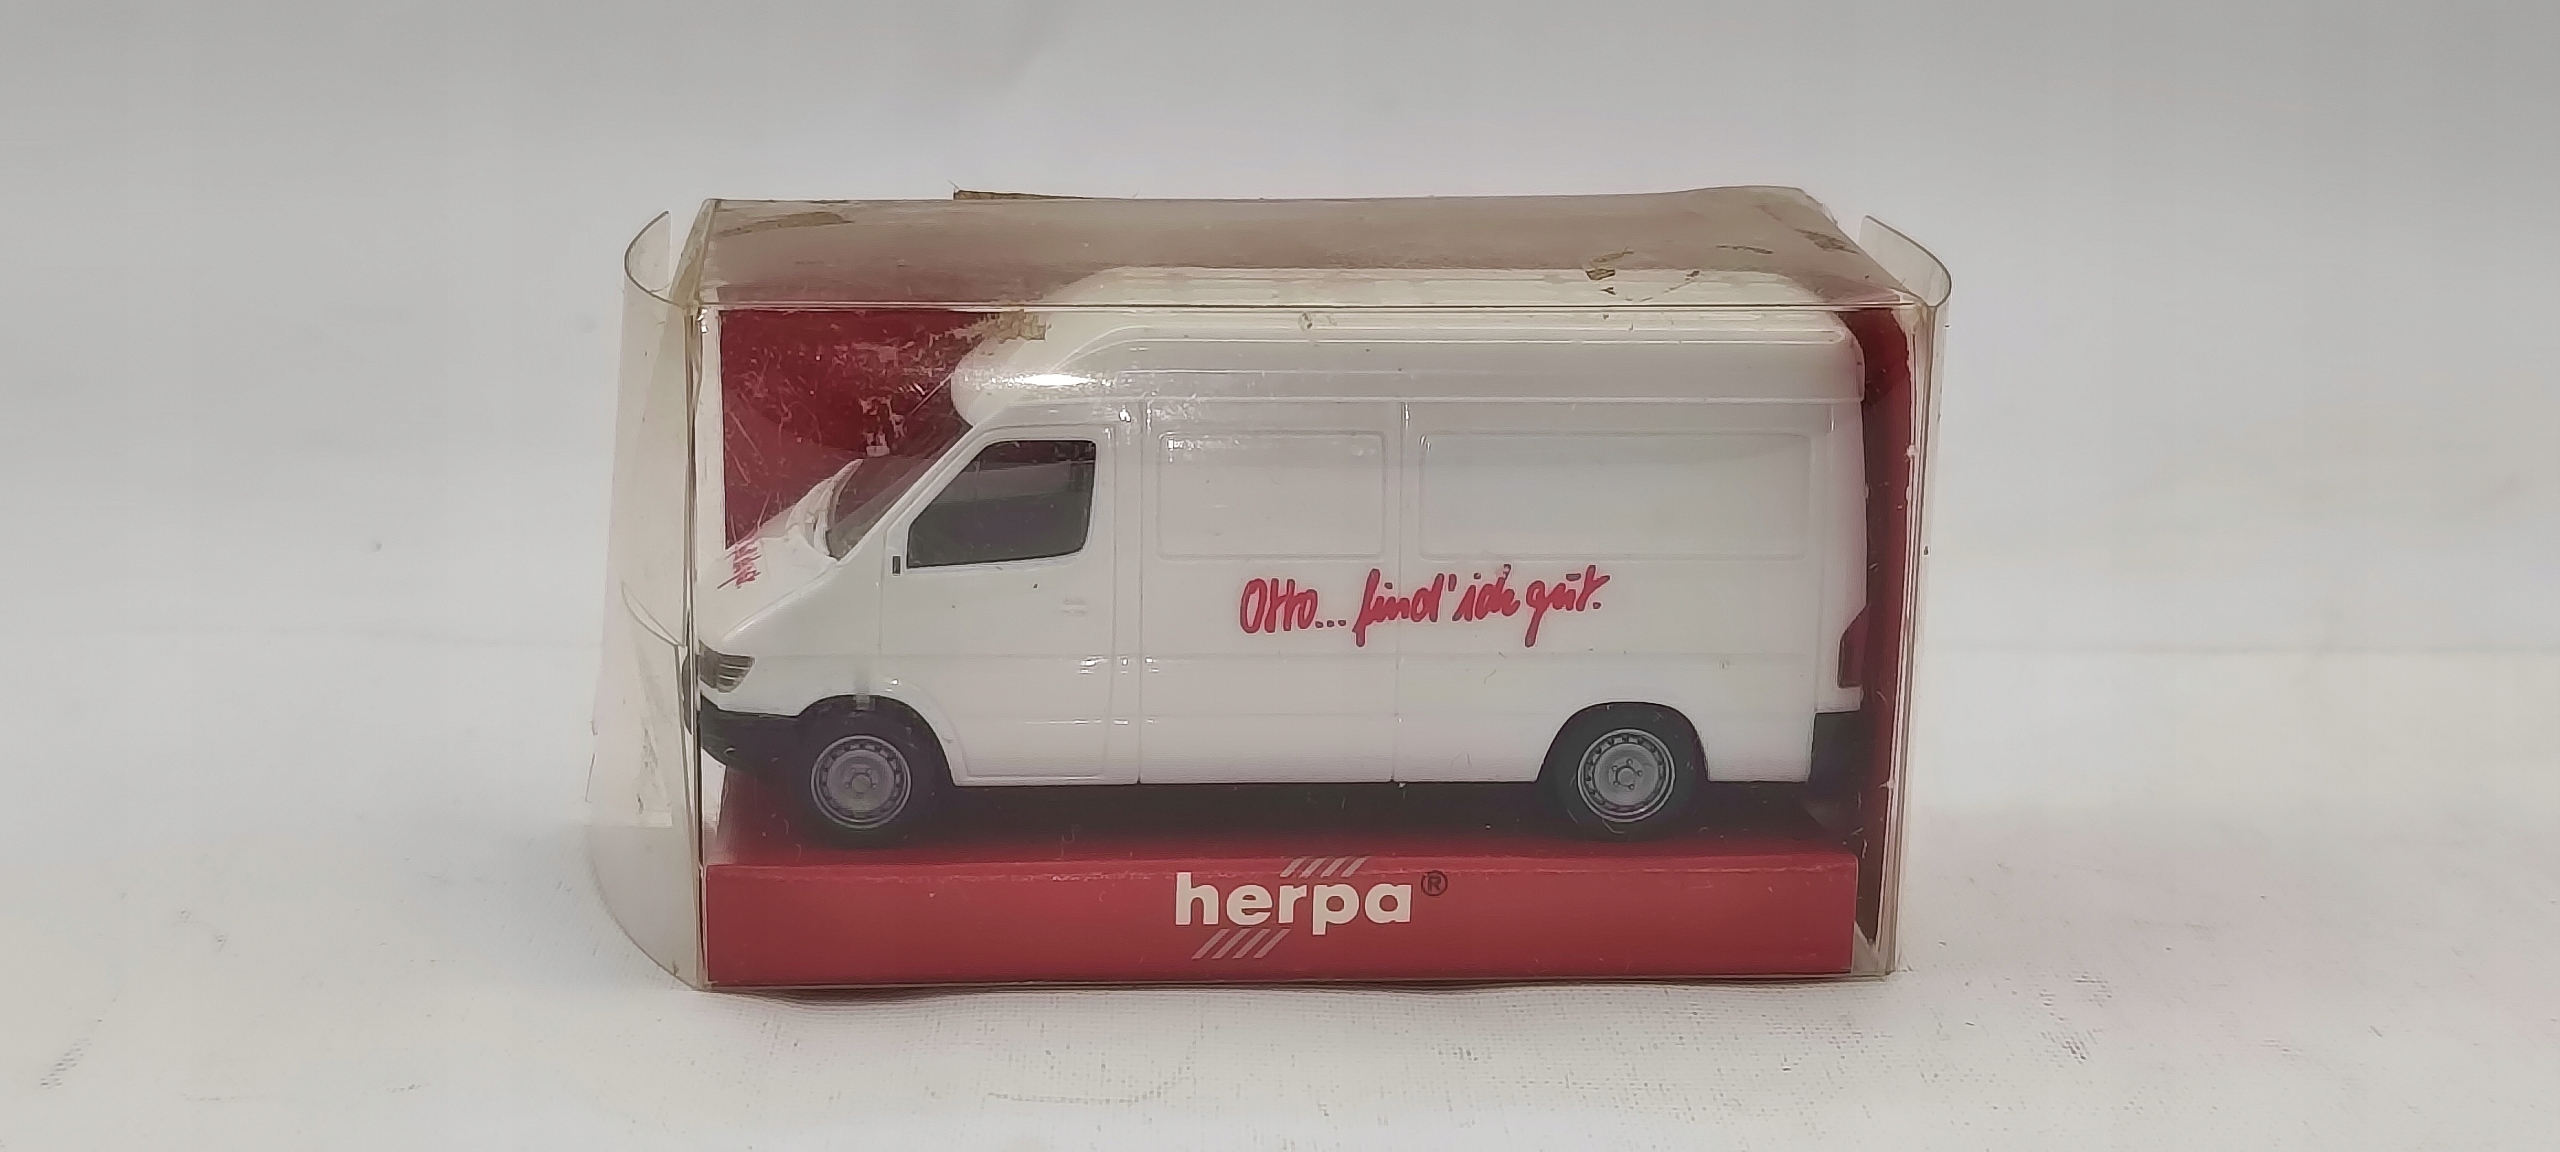 Otto... find' ich gut.
herpa®